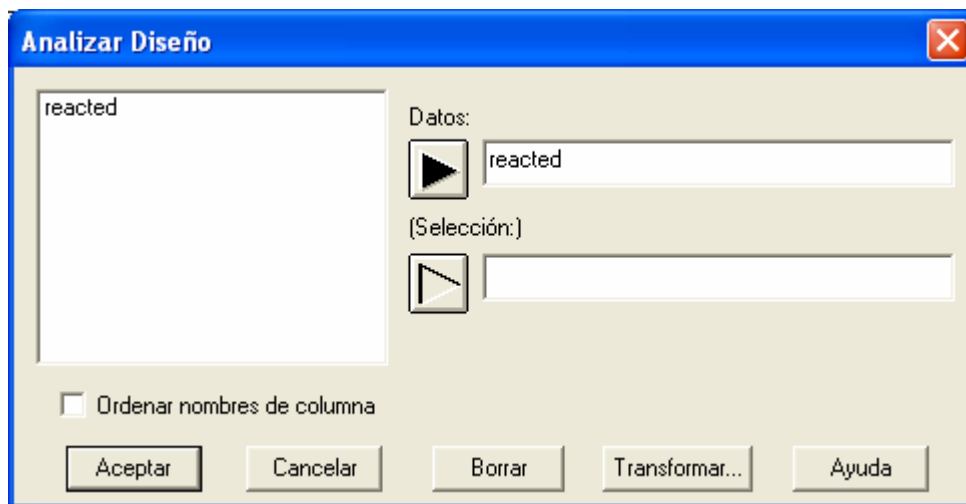 Analizar Diseño
reacted
Datos:
reacted
(Selección:)
Ordenar nombres de columna
Aceptar
Cancelar
Borrar
Transformar...
Ayuda